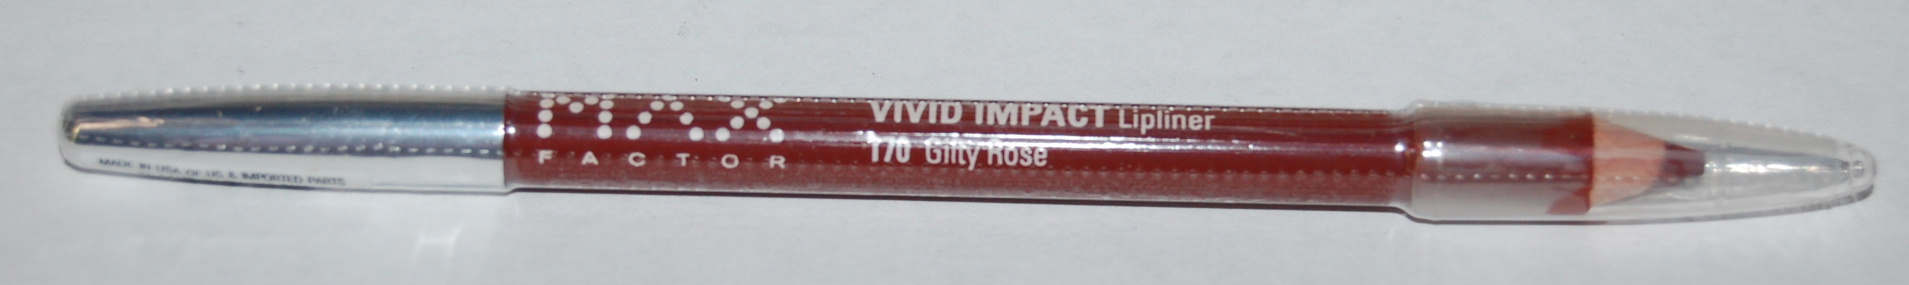 MAX
FACTOR
VIVID IMPACT Lipliner
170 Gilty Rose
MADE IN USA OF US & IMPORTED PARTS